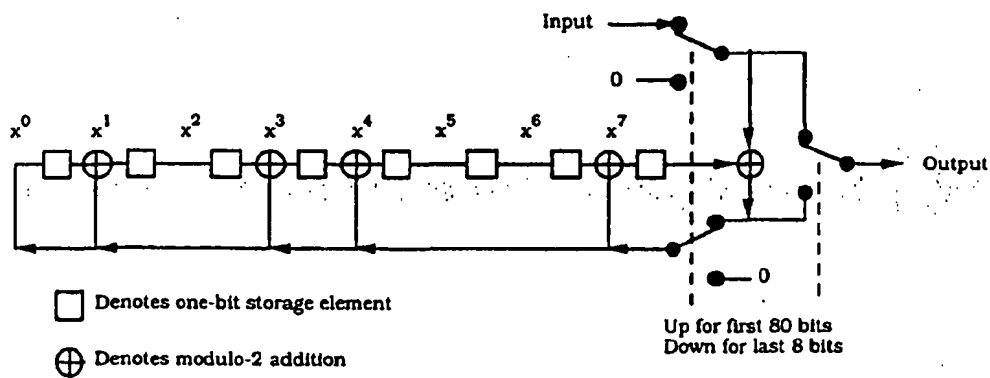 Input
0
x⁰ x¹ x² x³ x⁴ x⁵ x⁶ x⁷
Output
0
Denotes one-bit storage element
Up for first 80 bits
Down for last 8 bits
Denotes modulo-2 addition